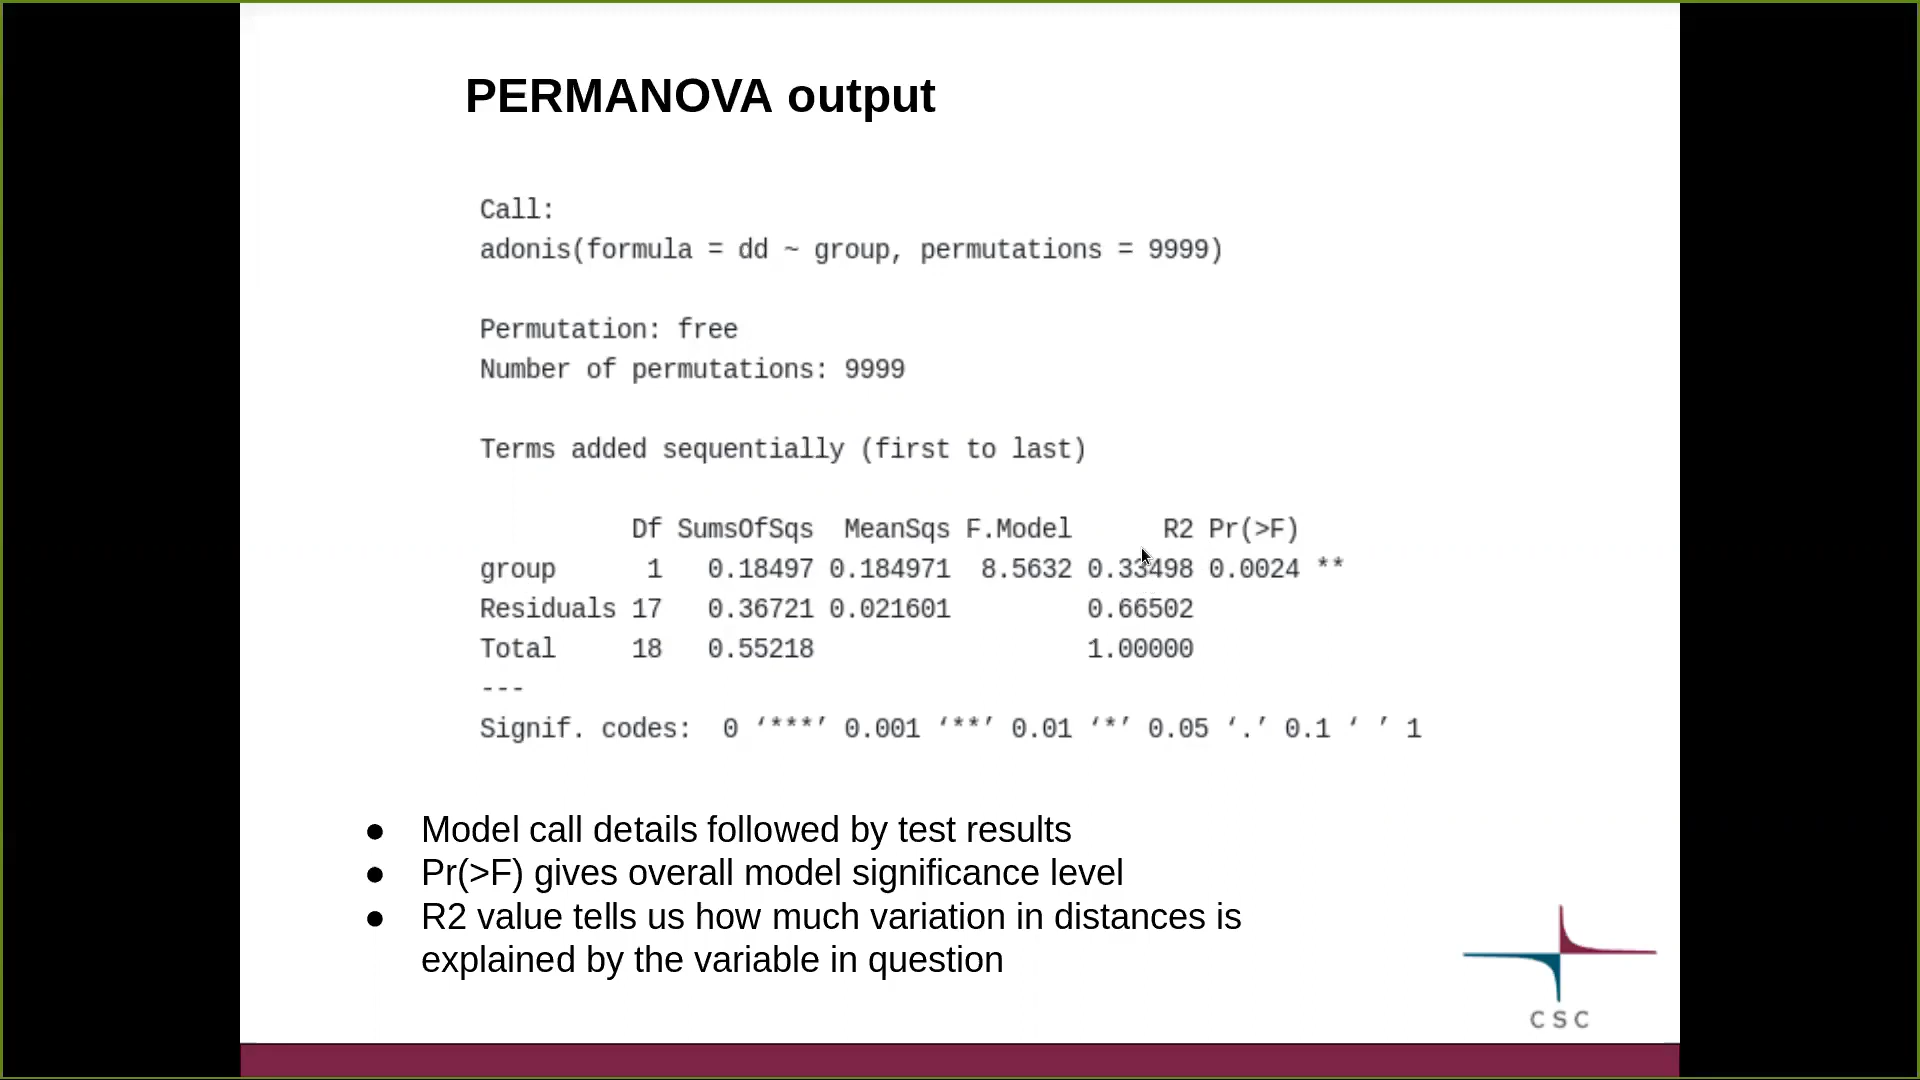 PERMANOVA output
Call:
adonis(formula = dd ~ group, permutations = 9999)
Permutation: free
Number of permutations: 9999
Terms added sequentially (first to last)
Df SumsOfSqs MeanSqs F.Model R2 Pr(>F)
group 1 0.18497 0.184971 8.5632 0.33498 0.0024 **
Residuals 17 0.36721 0.021601 0.66502
Total 18 0.55218 1.00000
---
Signif. codes: 0 ‘***’ 0.001 ‘**’ 0.01 ‘*’ 0.05 ‘.’ 0.1 ‘ ’ 1
● Model call details followed by test results
● Pr(>F) gives overall model significance level
● R2 value tells us how much variation in distances is
explained by the variable in question
CSC